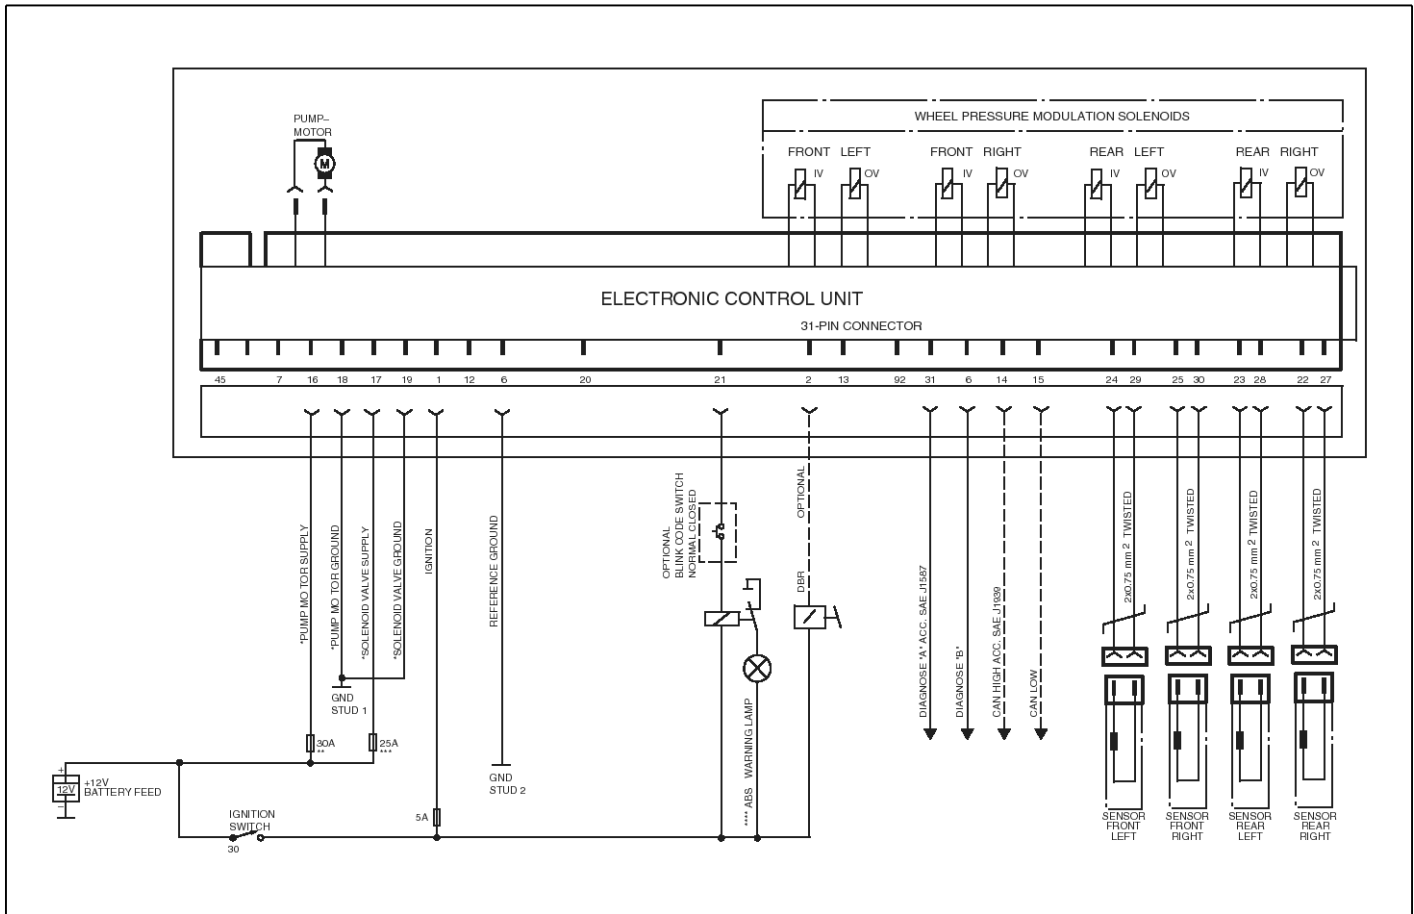 PUMP–
MOTOR
M
WHEEL PRESSURE MODULATION SOLENOIDS
FRONT LEFT FRONT RIGHT REAR LEFT REAR RIGHT
IV OV IV OV IV OV IV OV
ELECTRONIC CONTROL UNIT
31-PIN CONNECTOR
45 7 16 18 17 19 1 12 6 20 21 2 13 92 31 6 14 15 24 29 25 30 23 28 22 27
*PUMP MO TOR SUPPLY
*PUMP MO TOR GROUND
*SOLENOID VALVE SUPPLY
*SOLENOID VALVE GROUND
IGNITION
REFERENCE GROUND
OPTIONAL
BLINK CODE SWITCH
NORMAL CLOSED
OPTIONAL
DBR
DIAGNOSE "A" ACC. SAE J1587
DIAGNOSE "B"
CAN HIGH ACC. SAE J1939
CAN LOW
2x0.75 mm 2 TWISTED
2x0.75 mm 2 TWISTED
2x0.75 mm 2 TWISTED
2x0.75 mm 2 TWISTED
GND
STUD 1
30A
**
25A
***
GND
STUD 2
**** ABS WARNING LAMP
+
12V
–
+12V
BATTERY FEED
IGNITION
SWITCH
30
5A
SENSOR
FRONT
LEFT
SENSOR
FRONT
RIGHT
SENSOR
REAR
LEFT
SENSOR
REAR
RIGHT